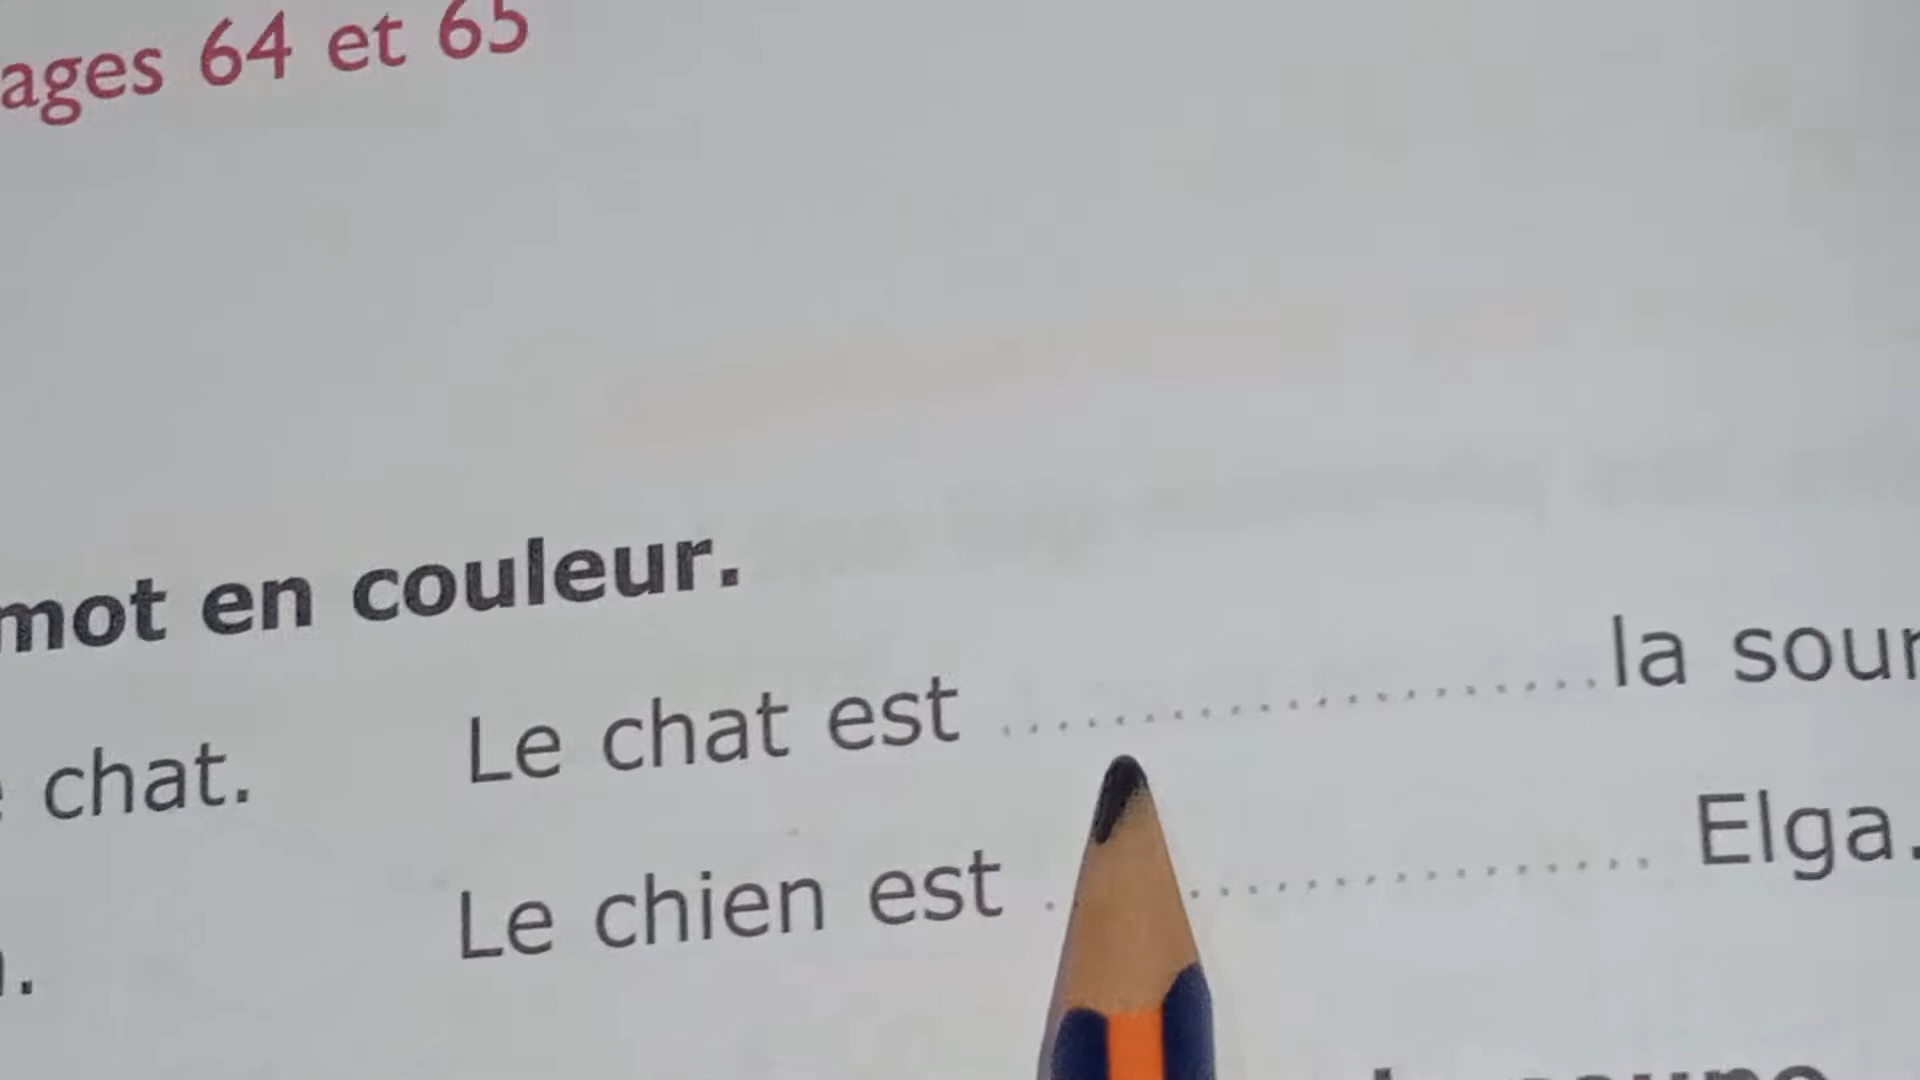 ages 64 et 65
mot en couleur.
chat. Le chat est .................... la sour
Le chien est .................... Elga.